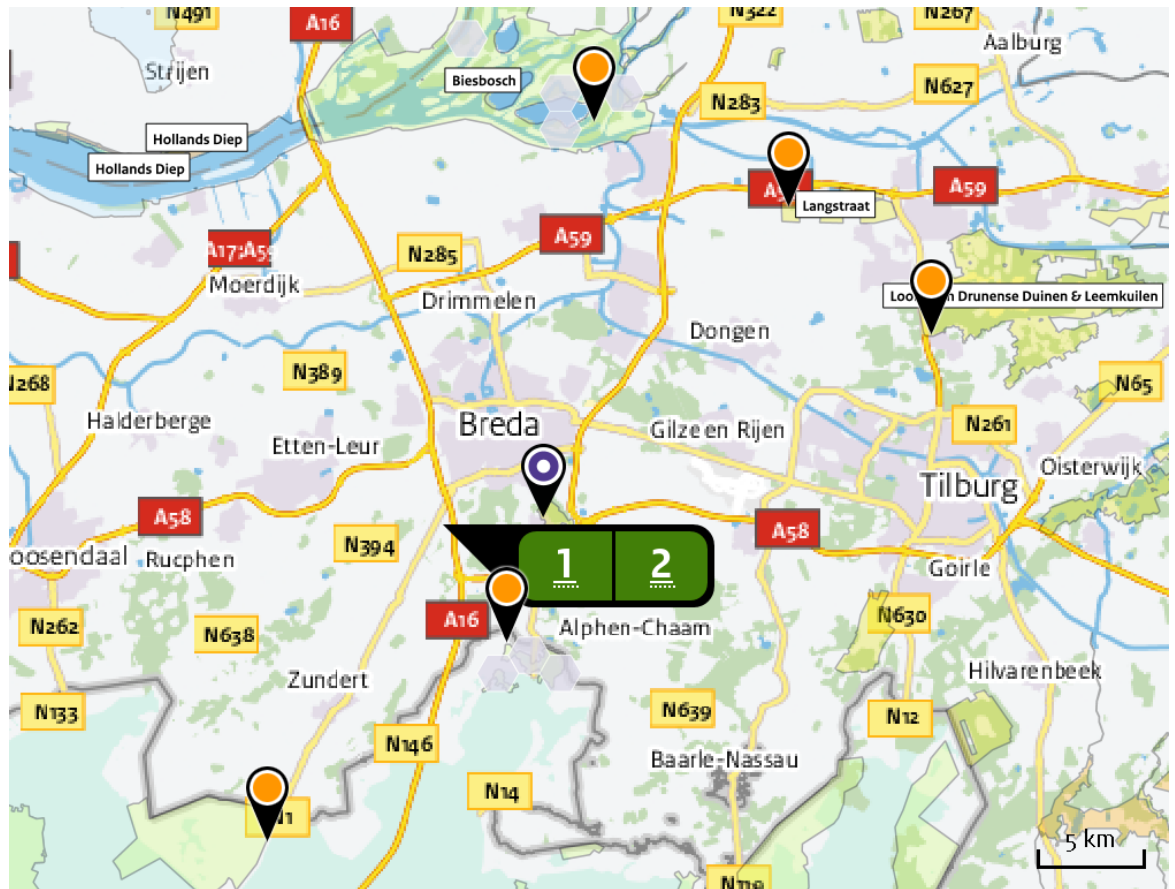 N491
A16
N322
N267
Aalburg
Strijen
Biesbosch
N627
N283
Hollands Diep
Hollands Diep
A59
Langstraat
A59
N285
Moerdijk
Drimmelen
Drunense Duinen & Leemkuilen
Dongen
N268
N389
N65
Halderberge
Breda
Etten-Leur
Gilze en Rijen
N261
Oisterwijk
Tilburg
A58
A58
N394
oosendaal
Rucphen
1
2
Goirle
N262
N638
A16
Alphen-Chaam
N630
Hilvarenbeek
Zundert
N133
N639
N12
N146
Baarle-Nassau
N14
N1
5 km
N119